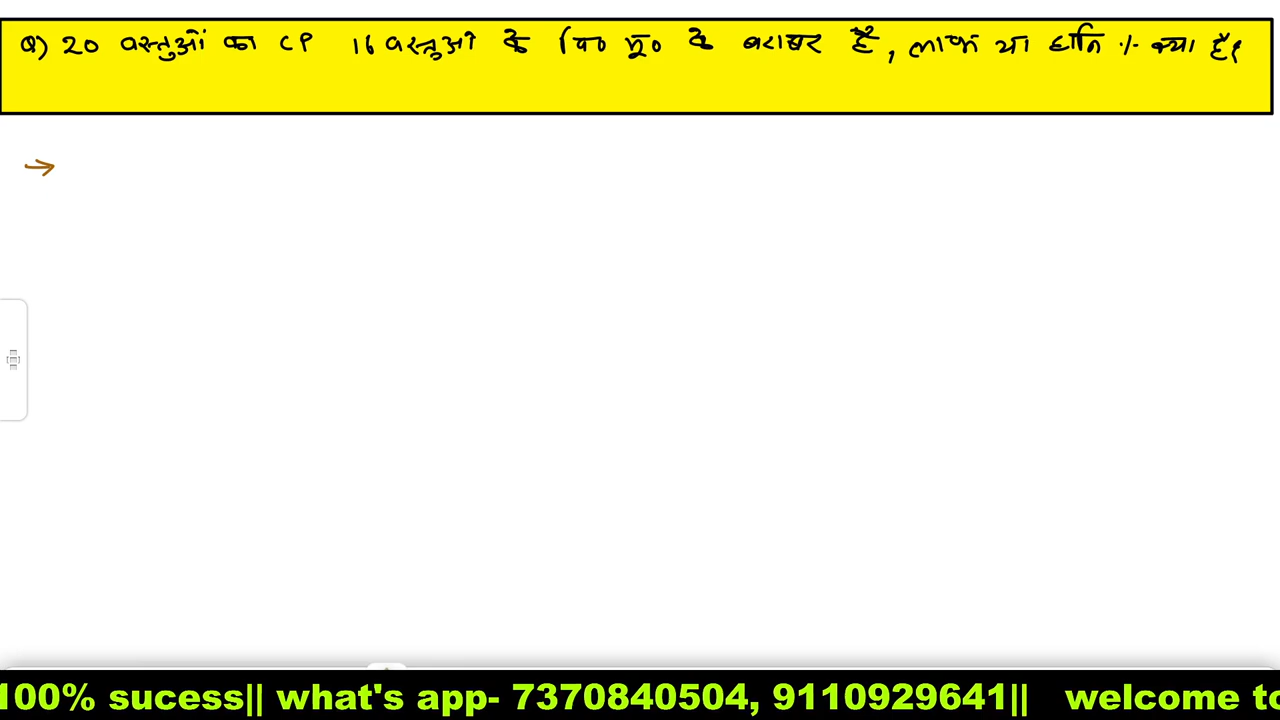 Q) 20 वस्तुओं का CP 16 वस्तुओं के वि० मू० के बराबर है, लाभ या हानि % क्या है?
→
100% sucess|| what's app- 7370840504, 9110929641|| welcome to